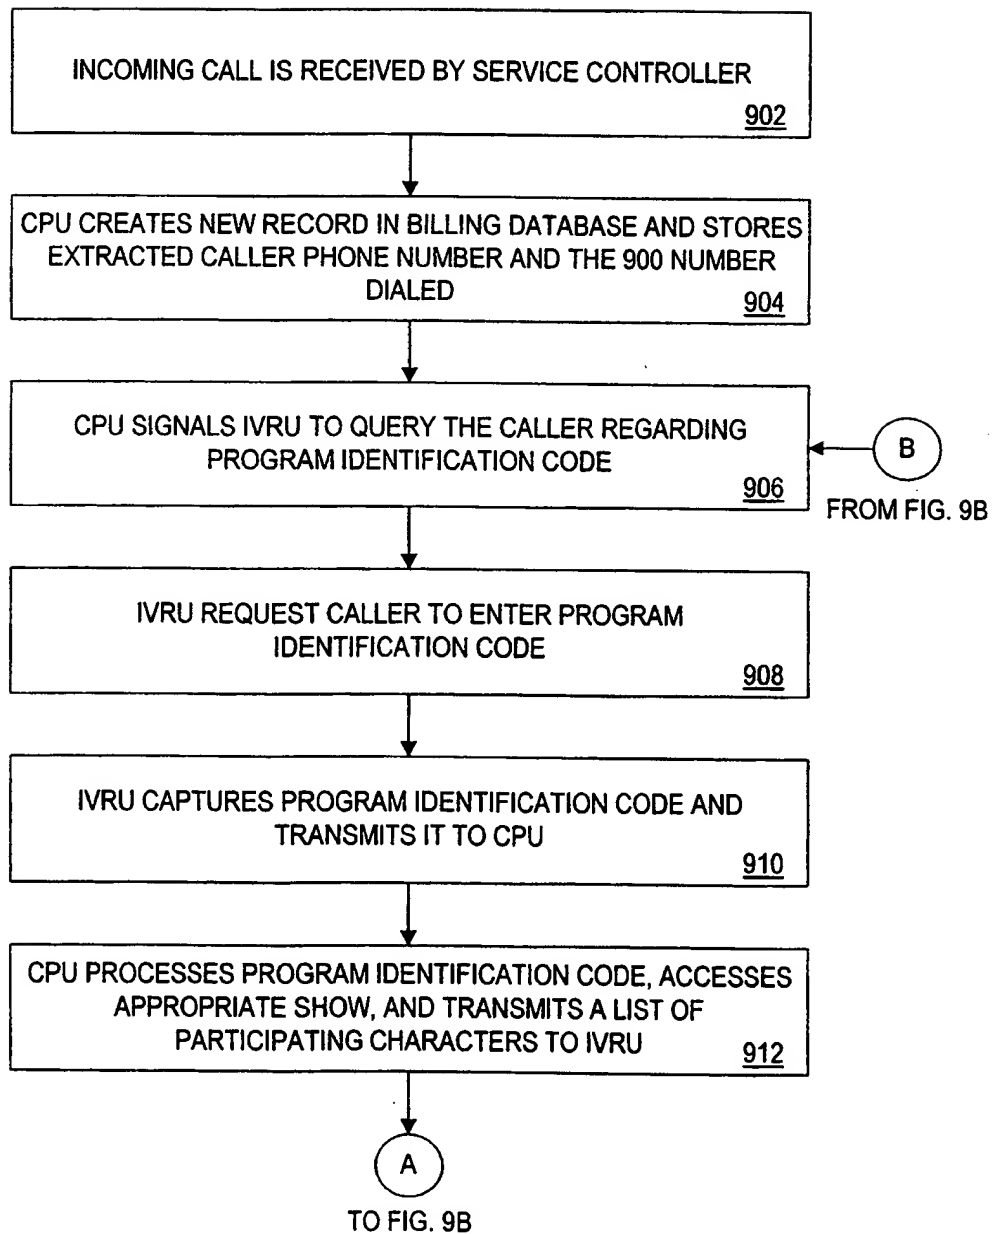 INCOMING CALL IS RECEIVED BY SERVICE CONTROLLER
902
CPU CREATES NEW RECORD IN BILLING DATABASE AND STORES
EXTRACTED CALLER PHONE NUMBER AND THE 900 NUMBER
DIALED
904
CPU SIGNALS IVRU TO QUERY THE CALLER REGARDING
PROGRAM IDENTIFICATION CODE
906
B
FROM FIG. 9B
IVRU REQUEST CALLER TO ENTER PROGRAM
IDENTIFICATION CODE
908
IVRU CAPTURES PROGRAM IDENTIFICATION CODE AND
TRANSMITS IT TO CPU
910
CPU PROCESSES PROGRAM IDENTIFICATION CODE, ACCESSES
APPROPRIATE SHOW, AND TRANSMITS A LIST OF
PARTICIPATING CHARACTERS TO IVRU
912
A
TO FIG. 9B